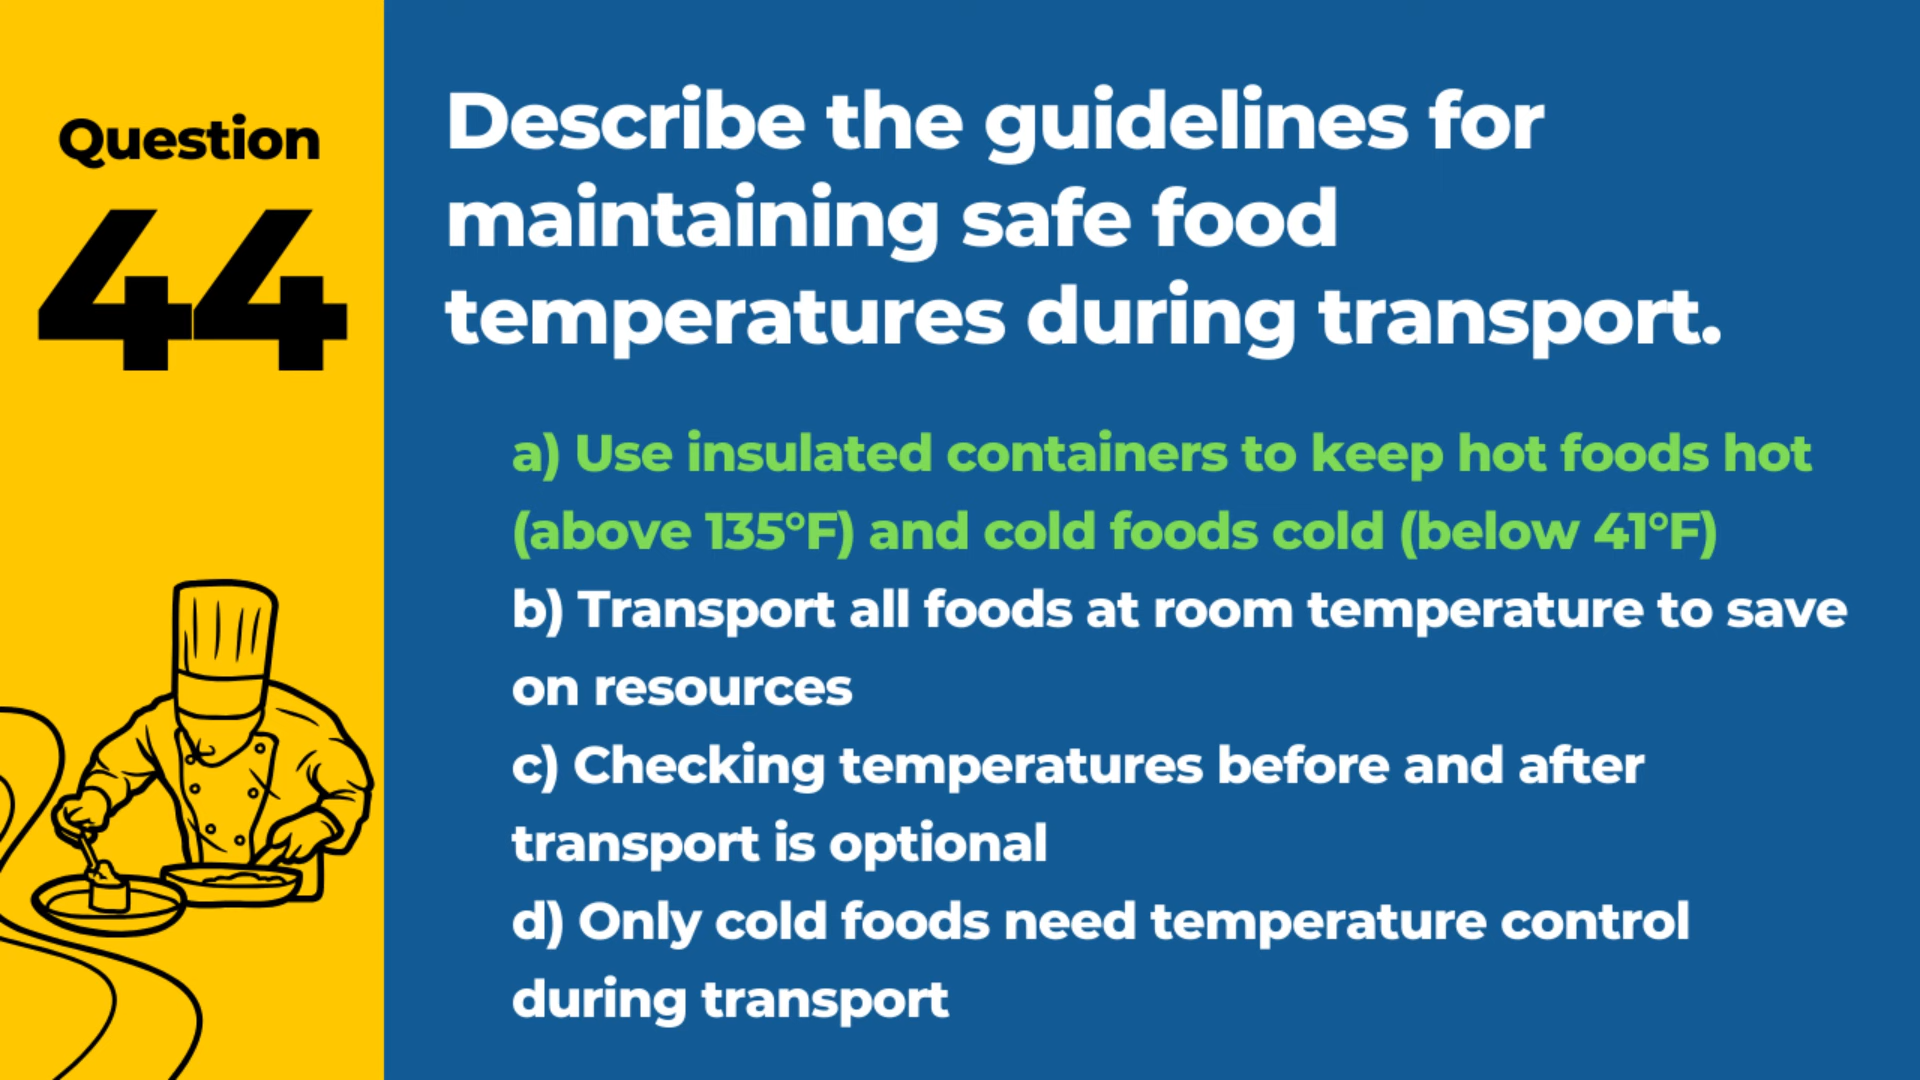 Question
44
Describe the guidelines for
maintaining safe food
temperatures during transport.
a) Use insulated containers to keep hot foods hot
(above 135°F) and cold foods cold (below 41°F)
b) Transport all foods at room temperature to save
on resources
c) Checking temperatures before and after
transport is optional
d) Only cold foods need temperature control
during transport